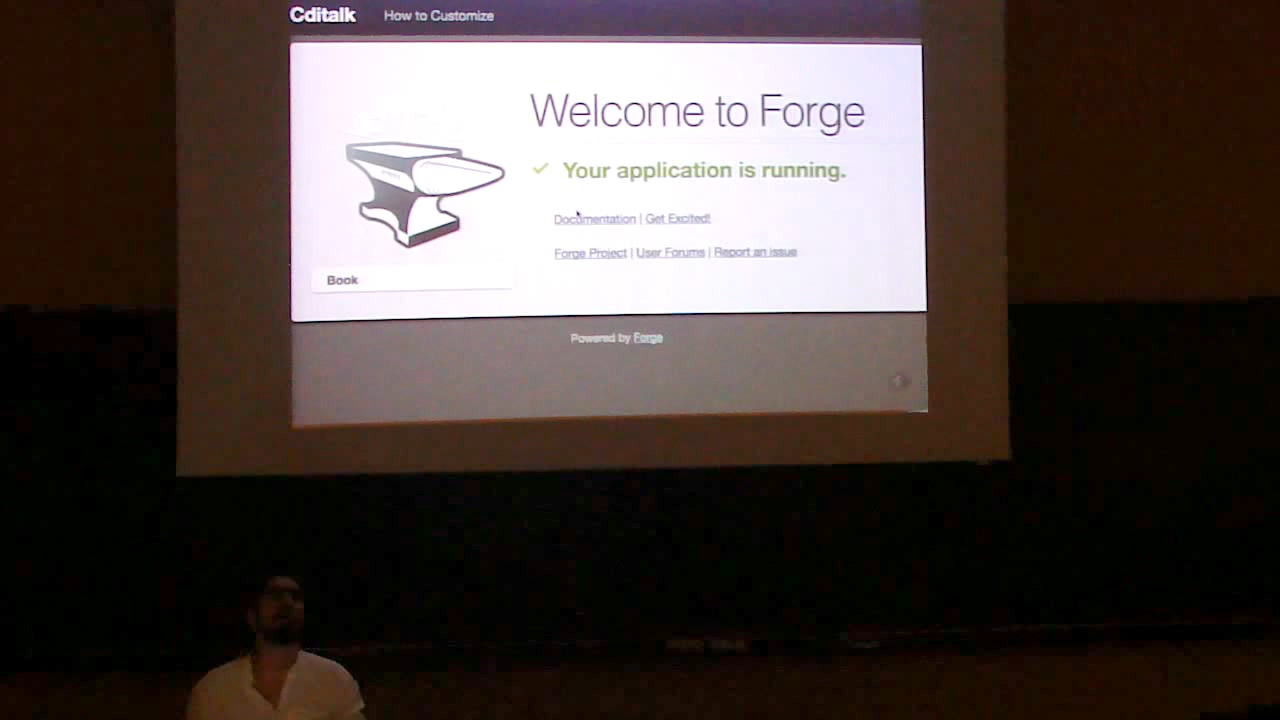 Cditalk How to Customize
Welcome to Forge
Your application is running.
Documentation | Get Excited!
Forge Project | User Forums | Report an issue
Book
Powered by Forge